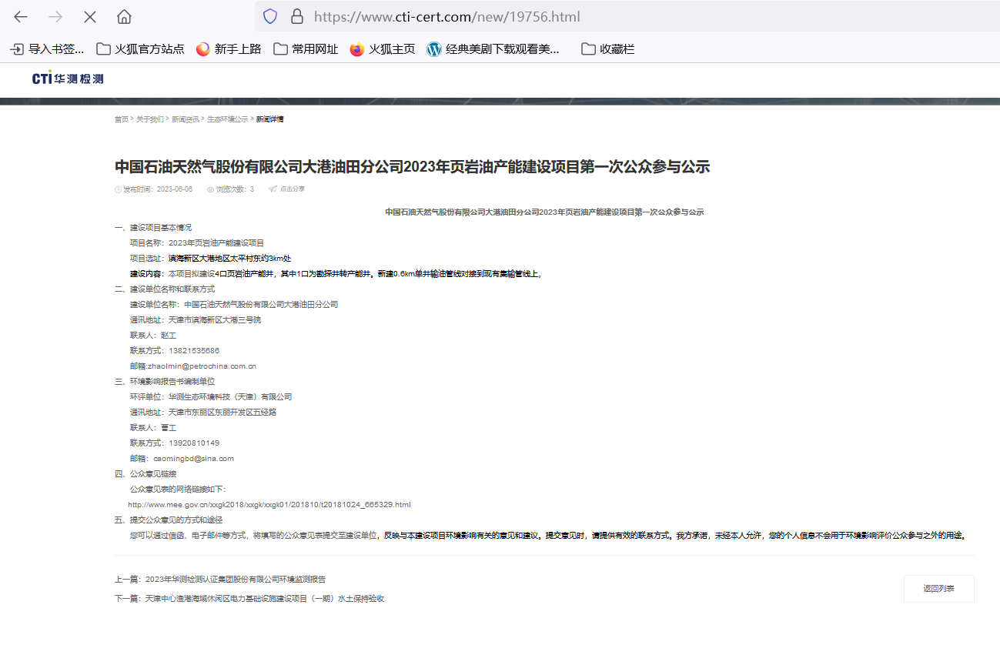 https://www.cti-cert.com/new/19756.html
导入书签... 火狐官方站点 新手上路 常用网址 火狐主页 经典美剧下载观看美... 收藏栏
CTI华测检测
首页 > 关于我们 > 新闻资讯 > 生态环境公示 > 新闻详情
中国石油天然气股份有限公司大港油田分公司2023年页岩油产能建设项目第一次公众参与公示
发布时间：2023-06-06 浏览次数：3 点击分享
中国石油天然气股份有限公司大港油田分公司2023年页岩油产能建设项目第一次公众参与公示
一、建设项目基本情况
项目名称：2023年页岩油产能建设项目
项目选址：滨海新区大港地区太平村东约3km处
建设内容：本项目拟建设4口页岩油产能井，其中1口为勘探井转产能井。新建0.6km单井输油管线对接到现有集输管线上。
二、建设单位名称和联系方式
建设单位名称：中国石油天然气股份有限公司大港油田分公司
通讯地址：天津市滨海新区大港三号院
联系人：赵工
联系方式：13821535686
邮箱:zhaolmin@petrochina.com.cn
三、环境影响报告书编制单位
环评单位：华测生态环境科技（天津）有限公司
通讯地址：天津市东丽区东丽开发区五经路
联系人：曹工
联系方式：13920810149
邮箱：caomingbd@sina.com
四、公众意见链接
公众意见表的网络链接如下：
http://www.mee.gov.cn/xxgk2018/xxgk/xxgk01/201810/t20181024_665329.html
五、提交公众意见的方式和途径
您可以通过信函、电子邮件等方式，将填写的公众意见表提交至建设单位，反映与本建设项目环境影响有关的意见和建议。提交意见时，请提供有效的联系方式。我方承诺，未经本人允许，您的个人信息不会用于环境影响评价公众参与之外的用途。
上一篇：2023年华测检测认证集团股份有限公司环境监测报告
下一篇：天津中心渔港海域休闲区电力基础设施建设项目（一期）水土保持验收
返回列表